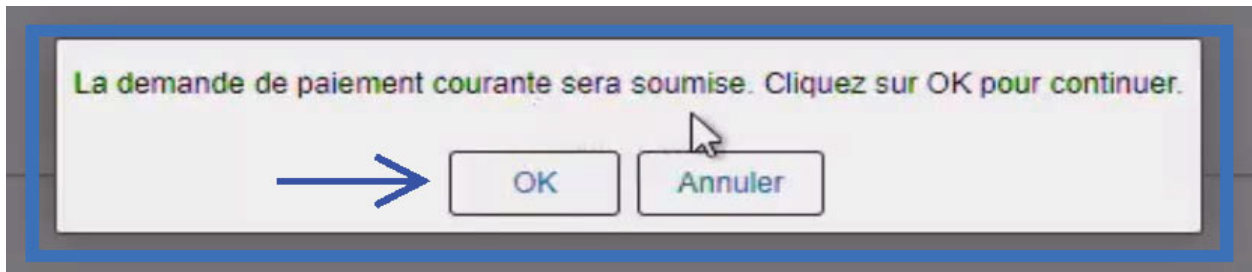 La demande de paiement courante sera soumise. Cliquez sur OK pour continuer.
OK
Annuler